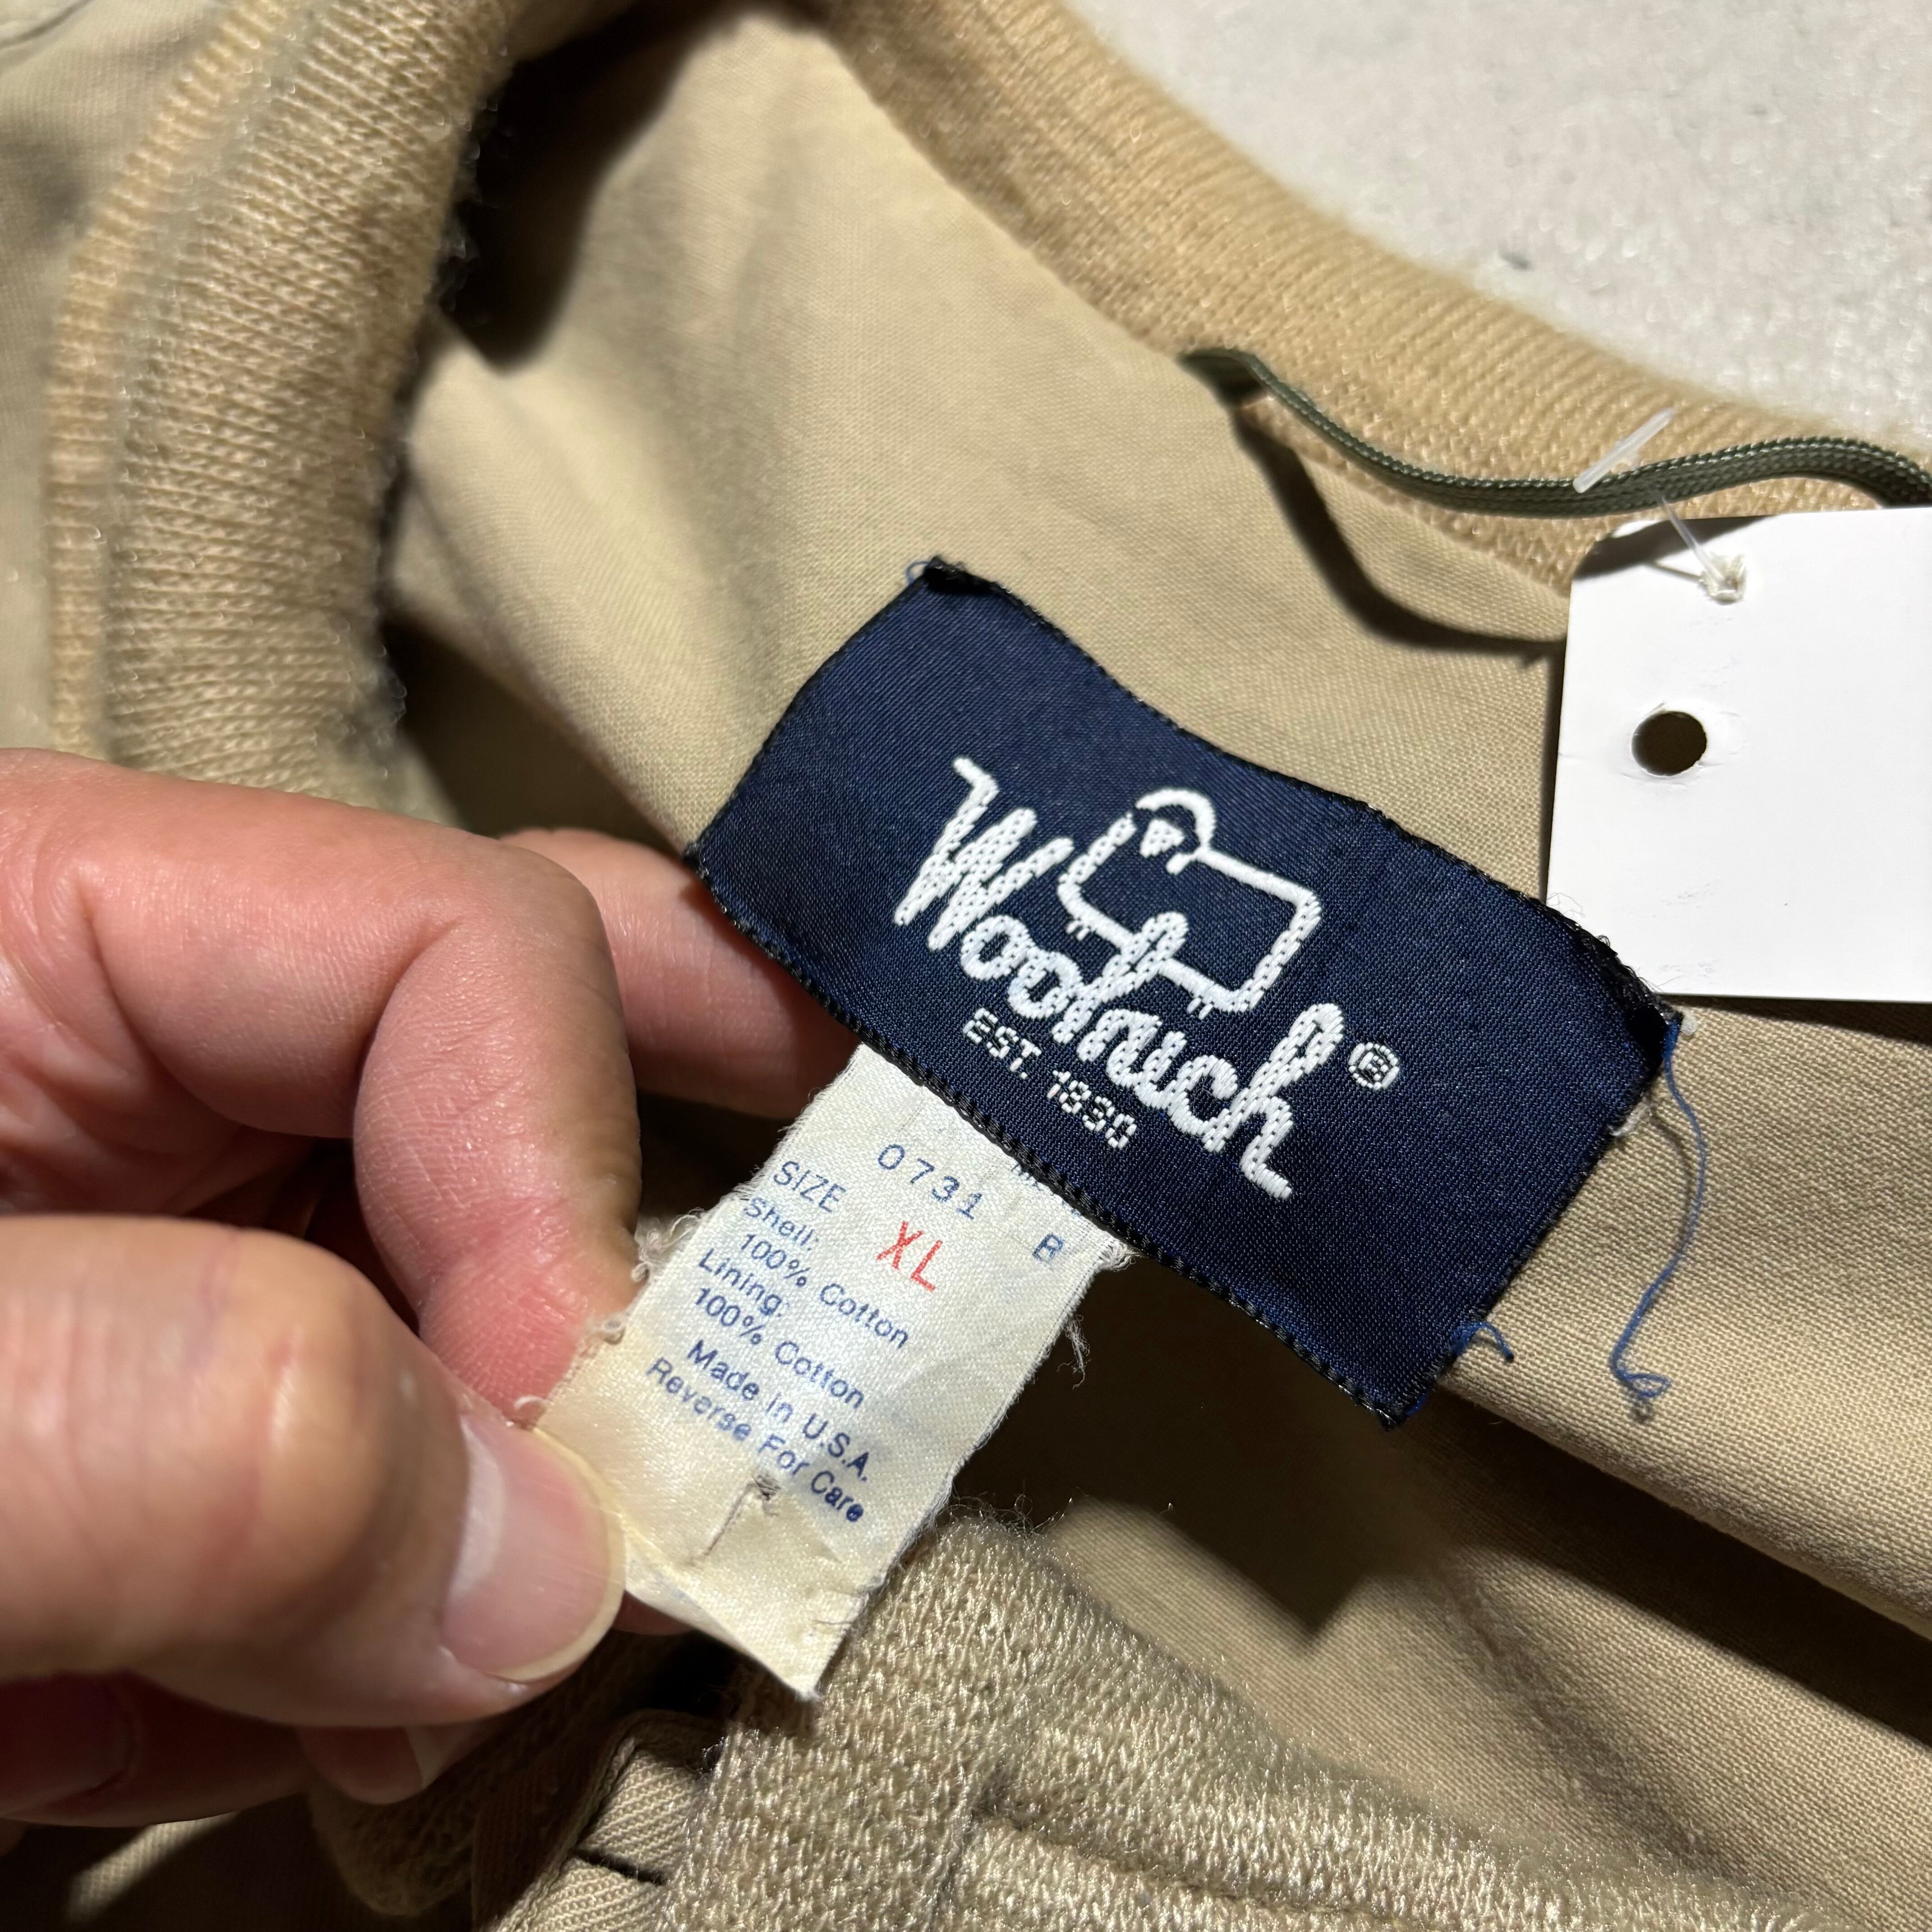 Woolrich®
EST. 1830
0731 B
SIZE XL
Shell:
100% Cotton
Lining:
100% Cotton
Made in U.S.A.
Reverse For Care